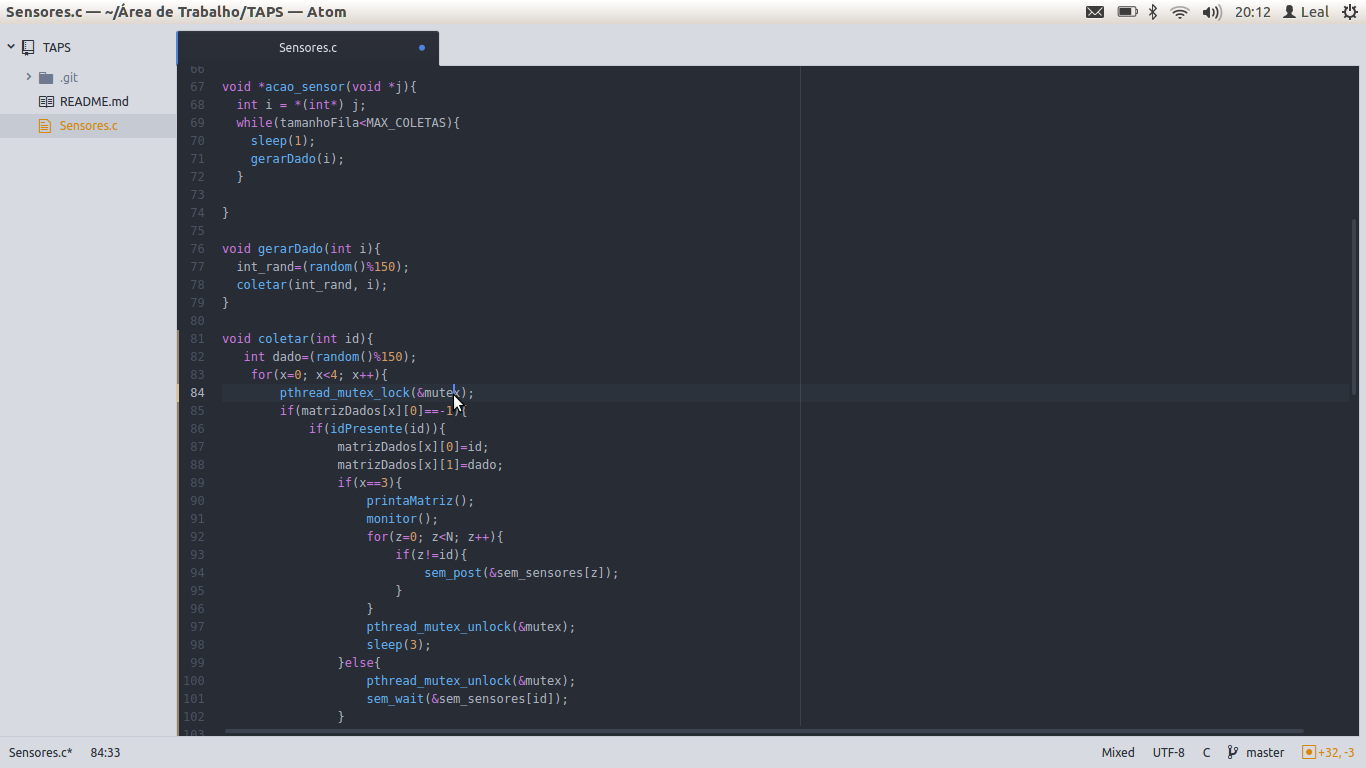 Sensores.c — ~/Área de Trabalho/TAPS — Atom
20:12 Leal
TAPS
.git
README.md
Sensores.c
Sensores.c
66
67 void *acao_sensor(void *j){
68   int i = *(int*) j;
69   while(tamanhoFila<MAX_COLETAS){
70     sleep(1);
71     gerarDado(i);
72   }
73
74 }
75
76 void gerarDado(int i){
77   int_rand=(random()%150);
78   coletar(int_rand, i);
79 }
80
81 void coletar(int id){
82    int dado=(random()%150);
83     for(x=0; x<4; x++){
84         pthread_mutex_lock(&mutex);
85         if(matrizDados[x][0]==-1){
86             if(idPresente(id)){
87                 matrizDados[x][0]=id;
88                 matrizDados[x][1]=dado;
89                 if(x==3){
90                     printaMatriz();
91                     monitor();
92                     for(z=0; z<N; z++){
93                         if(z!=id){
94                             sem_post(&sem_sensores[z]);
95                         }
96                     }
97                     pthread_mutex_unlock(&mutex);
98                     sleep(3);
99                 }else{
100                     pthread_mutex_unlock(&mutex);
101                     sem_wait(&sem_sensores[id]);
102                 }
103
Sensores.c* 84:33 Mixed UTF-8 C master +32, -3